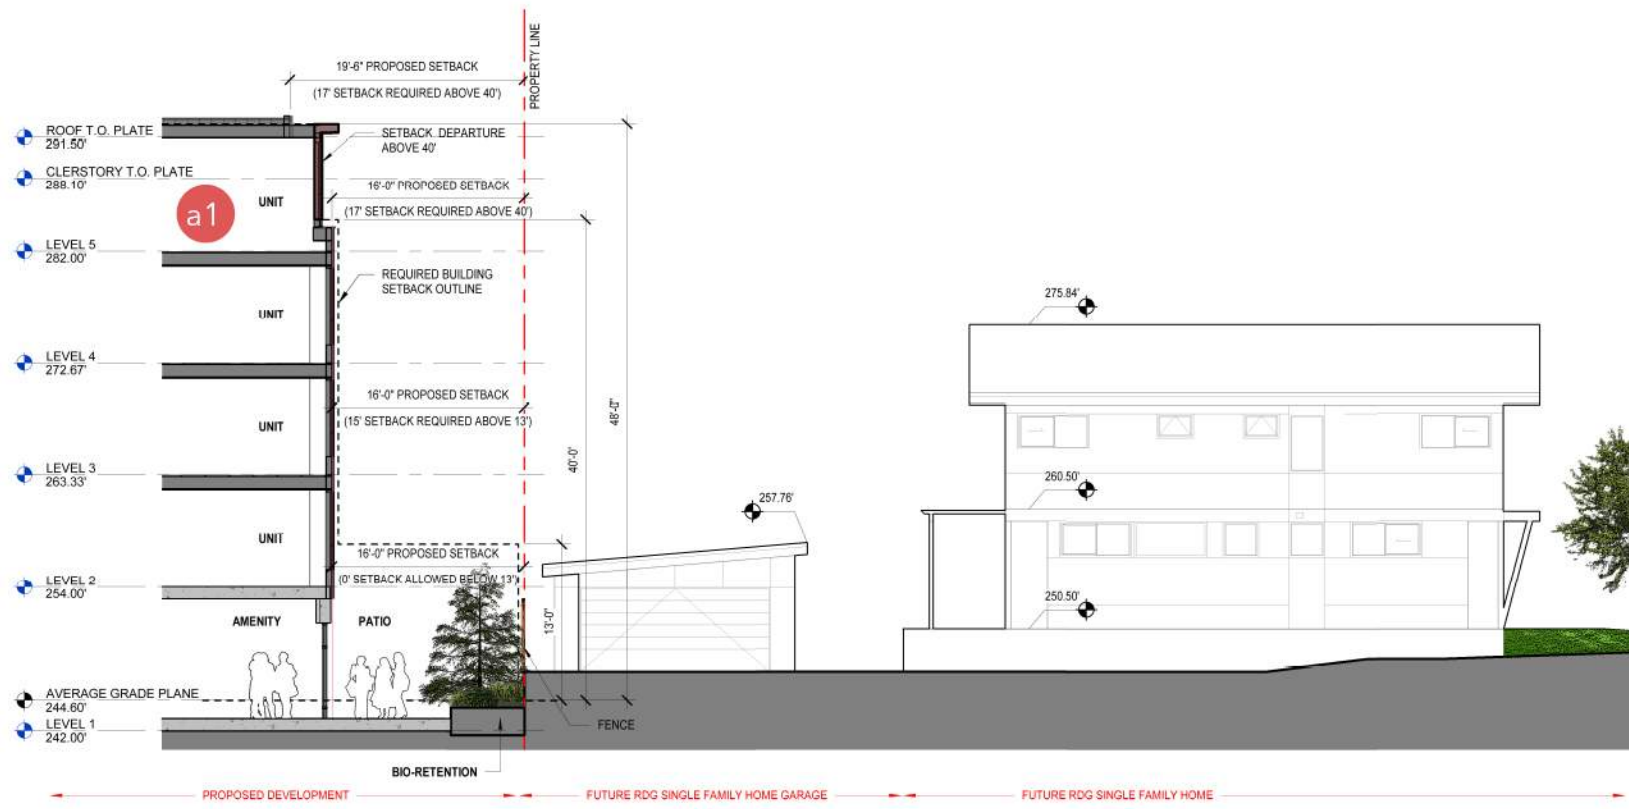 19'-6" PROPOSED SETBACK
(17' SETBACK REQUIRED ABOVE 40')
PROPERTY LINE
ROOF T.O. PLATE
291.50'
SETBACK DEPARTURE
ABOVE 40'
CLERSTORY T.O. PLATE
288.10'
16'-0" PROPOSED SETBACK
a1
UNIT
(17' SETBACK REQUIRED ABOVE 40')
LEVEL 5
282.00'
REQUIRED BUILDING
SETBACK OUTLINE
275.84'
UNIT
LEVEL 4
272.67'
16'-0" PROPOSED SETBACK
(15' SETBACK REQUIRED ABOVE 13')
48'-0"
UNIT
40'-0'
LEVEL 3
263.33'
260.50'
257.76'
UNIT
16'-0" PROPOSED SETBACK
(0' SETBACK ALLOWED BELOW 13')
LEVEL 2
254.00'
250.50'
AMENITY
PATIO
13'-0"
AVERAGE GRADE PLANE
244.60'
LEVEL 1
242.00'
FENCE
BIO-RETENTION
PROPOSED DEVELOPMENT
FUTURE RDG SINGLE FAMILY HOME GARAGE
FUTURE RDG SINGLE FAMILY HOME